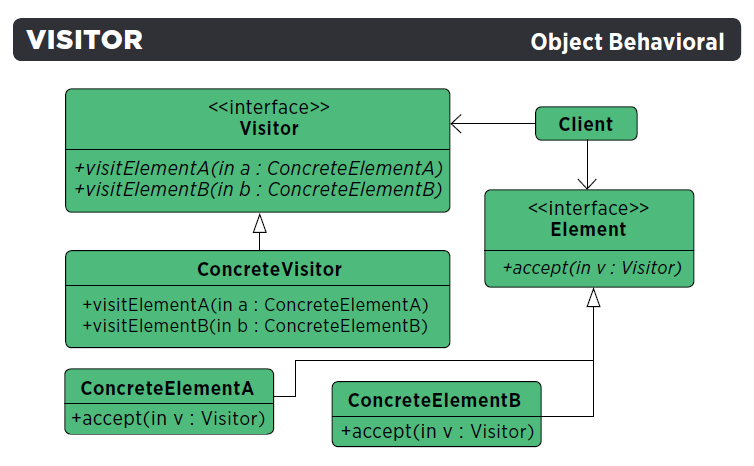 VISITOR
Object Behavioral
<<interface>>
Visitor
+visitElementA(in a : ConcreteElementA)
+visitElementB(in b : ConcreteElementB)
Client
<<interface>>
Element
+accept(in v : Visitor)
ConcreteVisitor
+visitElementA(in a : ConcreteElementA)
+visitElementB(in b : ConcreteElementB)
ConcreteElementA
+accept(in v : Visitor)
ConcreteElementB
+accept(in v : Visitor)